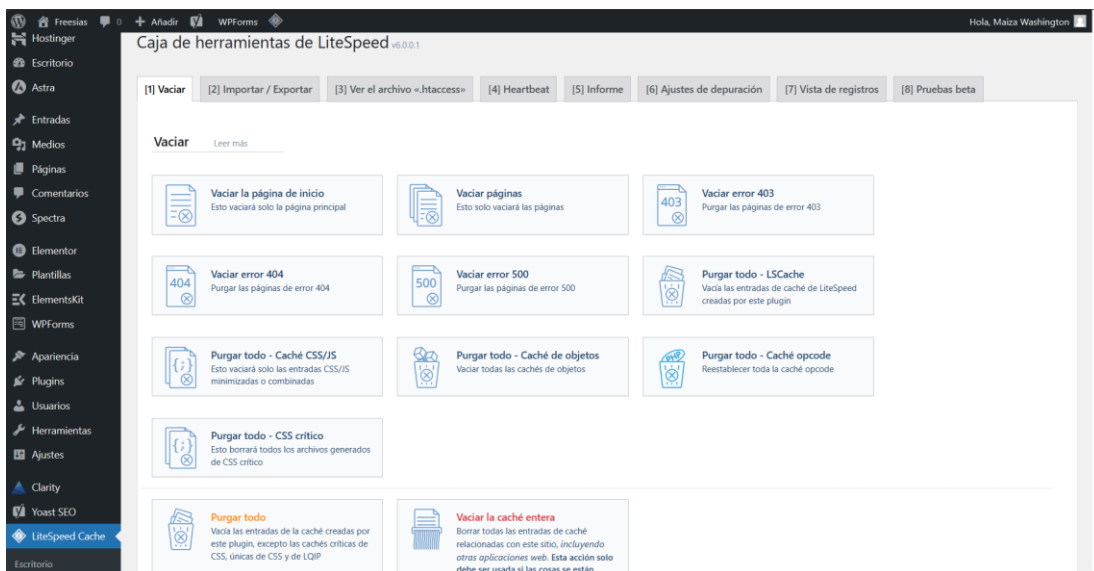 Freesias 0 Añadir WPForms Hola, Maiza Washington
Hostinger
Escritorio
Astra
Entradas
Medios
Páginas
Comentarios
Spectra
Elementor
Plantillas
ElementsKit
WPForms
Apariencia
Plugins
Usuarios
Herramientas
Ajustes
Clarity
Yoast SEO
LiteSpeed Cache
Escritorio
Caja de herramientas de LiteSpeed v6.0.0.1
[1] Vaciar [2] Importar / Exportar [3] Ver el archivo «.htaccess» [4] Heartbeat [5] Informe [6] Ajustes de depuración [7] Vista de registros [8] Pruebas beta
Vaciar Leer más
Vaciar la página de inicio
Esto vaciará solo la página principal
Vaciar páginas
Esto solo vaciará las páginas
403
Vaciar error 403
Purgar las páginas de error 403
404
Vaciar error 404
Purgar las páginas de error 404
500
Vaciar error 500
Purgar las páginas de error 500
Purgar todo - LSCache
Vacía las entradas de caché de LiteSpeed
creadas por este plugin
{;}
Purgar todo - Caché CSS/JS
Esto vaciará solo las entradas CSS/JS
minimizadas o combinadas
Purgar todo - Caché de objetos
Vaciar todas las cachés de objetos
PHP
Purgar todo - Caché opcode
Reestablecer toda la caché opcode
{;}
Purgar todo - CSS crítico
Esto borrará todos los archivos generados
de CSS crítico
Purgar todo
Vacía las entradas de la caché creadas por
este plugin, excepto las cachés críticas de
CSS, únicas de CSS y de LQIP
Vaciar la caché entera
Borrar todas las entradas de caché
relacionadas con este sitio, incluyendo
otras aplicaciones web. Esta acción solo
debe ser usada si las cosas se están